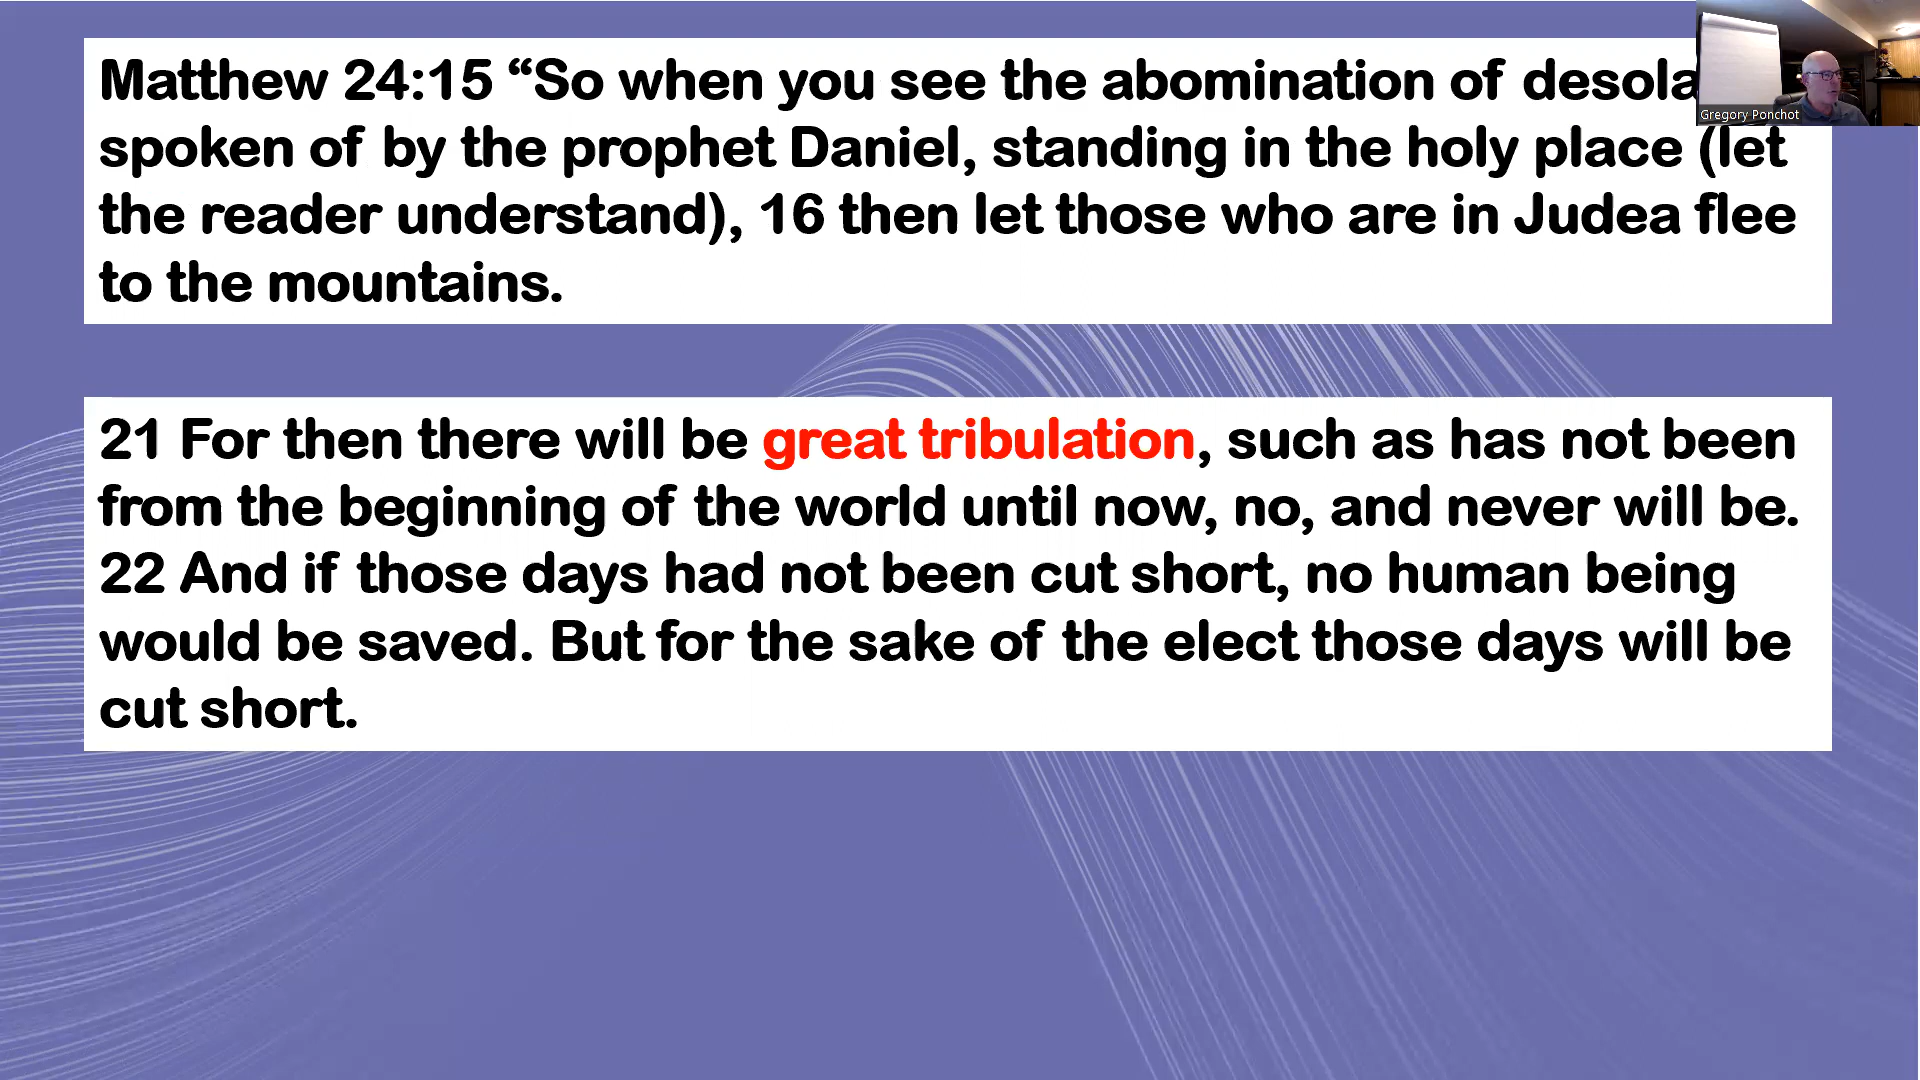 Matthew 24:15 “So when you see the abomination of
spoken of by the prophet Daniel, standing in the holy place (let
the reader understand), 16 then let those who are in Judea flee
to the mountains.
21 For then there will be great tribulation, such as has not been
from the beginning of the world until now, no, and never will be.
22 And if those days had not been cut short, no human being
would be saved. But for the sake of the elect those days will be
cut short.
Gregory Ponchot